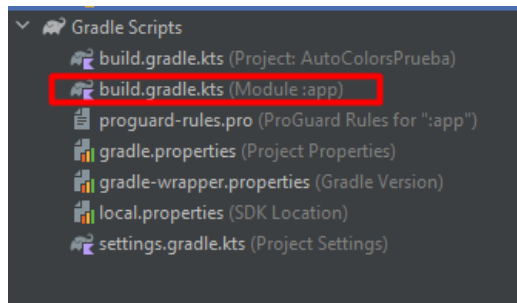 Gradle Scripts
build.gradle.kts (Project: AutoColorsPrueba)
build.gradle.kts (Module :app)
proguard-rules.pro (ProGuard Rules for ":app")
gradle.properties (Project Properties)
gradle-wrapper.properties (Gradle Version)
local.properties (SDK Location)
settings.gradle.kts (Project Settings)